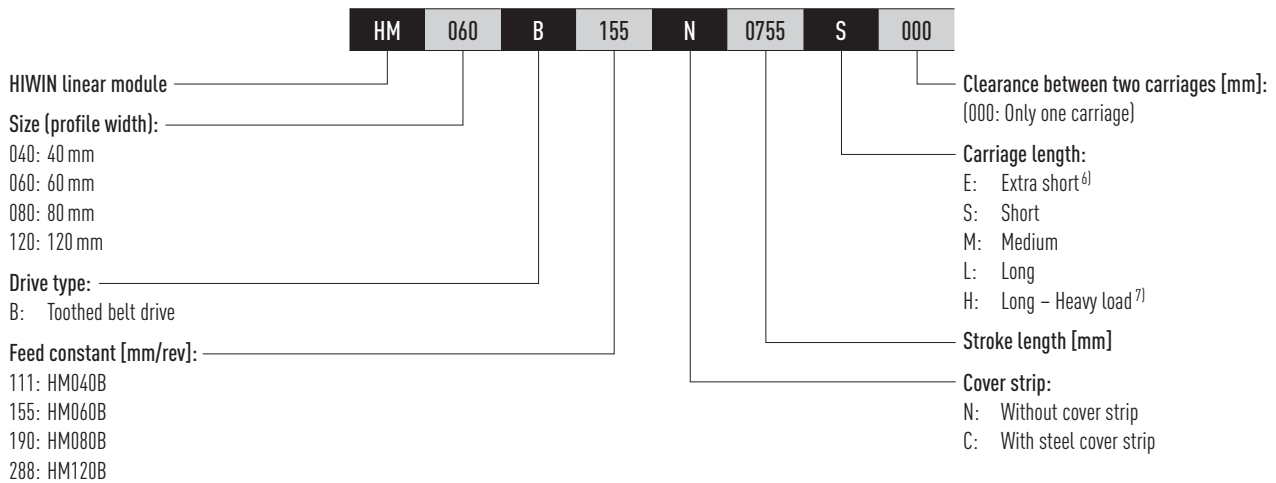 HM 060 B 155 N 0755 S 000
HIWIN linear module
Size (profile width):
040: 40 mm
060: 60 mm
080: 80 mm
120: 120 mm
Drive type:
B: Toothed belt drive
Feed constant [mm/rev]:
111: HM040B
155: HM060B
190: HM080B
288: HM120B
Clearance between two carriages [mm]:
(000: Only one carriage)
Carriage length:
E: Extra short 6)
S: Short
M: Medium
L: Long
H: Long – Heavy load 7)
Stroke length [mm]
Cover strip:
N: Without cover strip
C: With steel cover strip